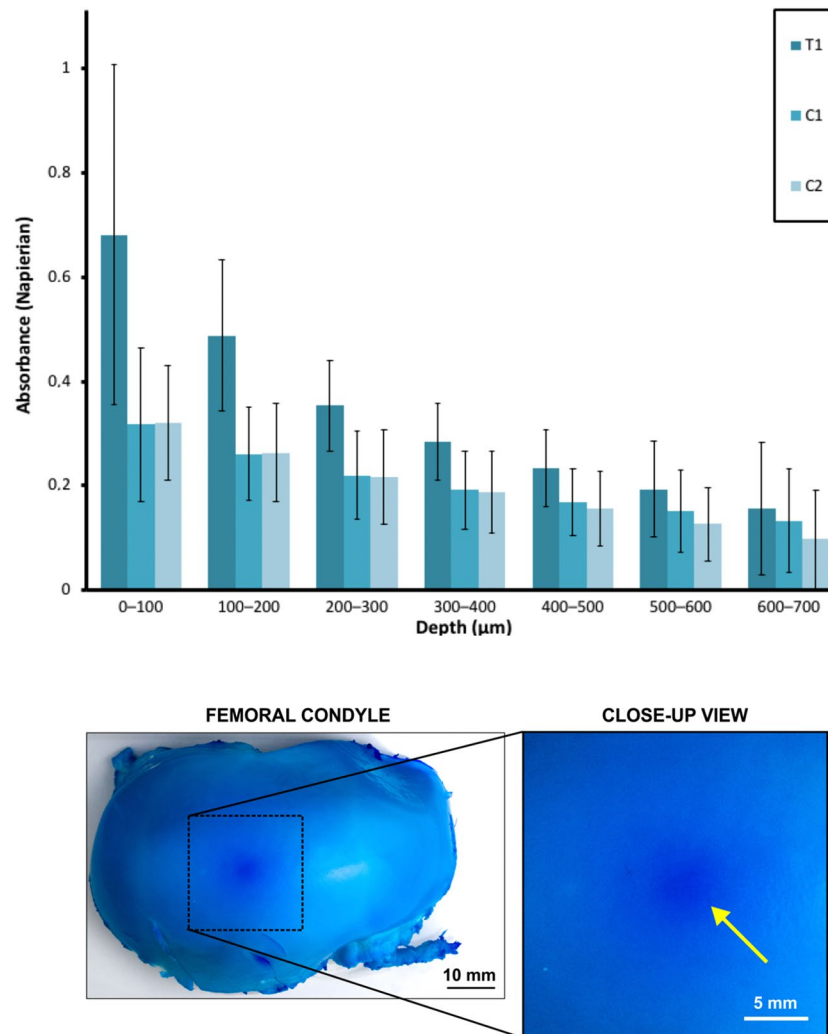 Absorbance (Napierian)
1
0,8
0,6
0,4
0,2
0
T1
C1
C2
0–100
100–200
200–300
300–400
400–500
500–600
600–700
Depth (µm)
FEMORAL CONDYLE
CLOSE-UP VIEW
10 mm
5 mm